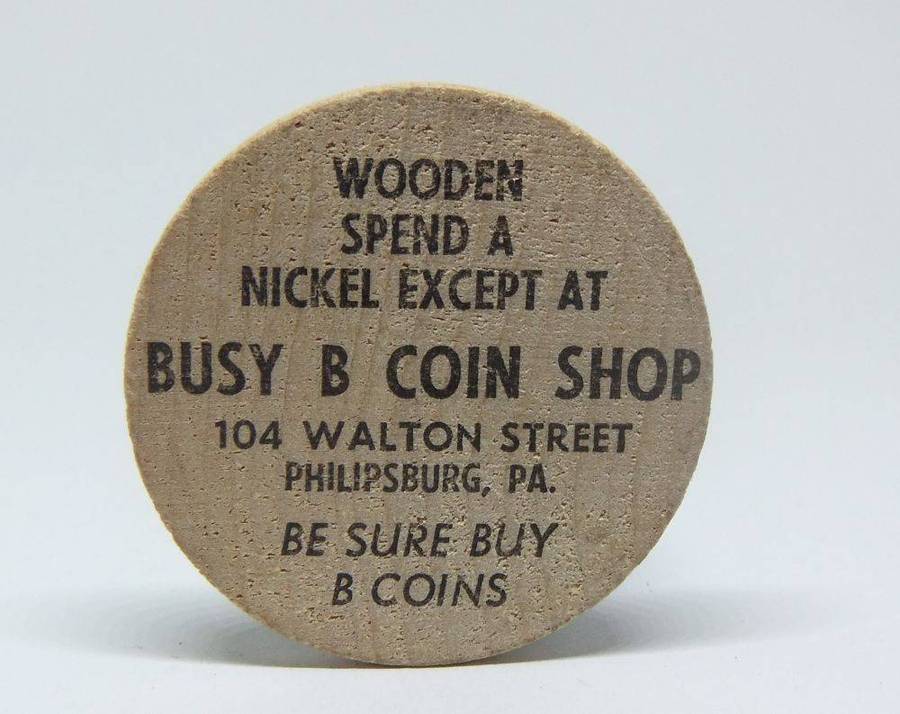 WOODEN
SPEND A
NICKEL EXCEPT AT
BUSY B COIN SHOP
104 WALTON STREET
PHILIPSBURG, PA.
BE SURE BUY
B COINS